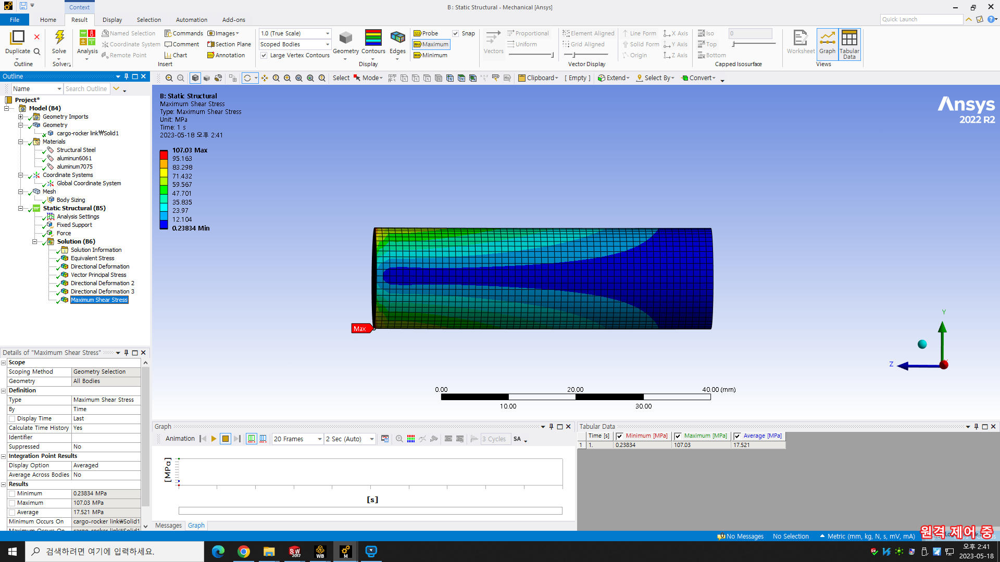 Context
B : Static Structural - Mechanical [Ansys]
File Home Result Display Selection Automation Add-ons
Quick Launch
Duplicate
Outline
Solve
Solver
Analysis
Named Selection
Coordinate System
Remote Point
Commands
Comment
Chart
Images
Section Plane
Annotation
Insert
1.0 (True Scale)
Scoped Bodies
Large Vertex Contours
Geometry
Contours
Edges
Display
Probe
Maximum
Minimum
Snap
Vectors
Proportional
Uniform
Element Aligned
Grid Aligned
Line Form
Solid Form
Origin
X Axis
Y Axis
Z Axis
Vector Display
Iso
Top
Bottom
0
Capped Isosurface
Worksheet
Graph
Tabular Data
Views
Outline
Name
Search Outline
Select Mode Clipboard [ Empty ] Extend Select By Convert
Project*
Model (B4)
Geometry Imports
Geometry
cargo-rocker link₩Solid1
Materials
Structural Steel
aluminun6061
aluminum7075
Coordinate Systems
Global Coordinate System
Mesh
Body Sizing
Static Structural (B5)
Analysis Settings
Fixed Support
Force
Solution (B6)
Solution Information
Equivalent Stress
Directional Deformation
Vector Principal Stress
Directional Deformation 2
Directional Deformation 3
Maximum Shear Stress
B: Static Structural
Maximum Shear Stress
Type: Maximum Shear Stress
Unit: MPa
Time: 1 s
2023-05-18 오후 2:41
107.03 Max
95.163
83.298
71.432
59.567
47.701
35.835
23.97
12.104
0.23834 Min
Ansys
2022 R2
Max
Y
Z
0.00 20.00 40.00 (mm)
10.00 30.00
Details of "Maximum Shear Stress"
Scope
Scoping Method Geometry Selection
Geometry All Bodies
Definition
Type Maximum Shear Stress
By Time
Display Time Last
Calculate Time History Yes
Identifier
Suppressed No
Integration Point Results
Display Option Averaged
Average Across Bodies No
Results
Minimum 0.23834 MPa
Maximum 107.03 MPa
Average 17.521 MPa
Minimum Occurs On cargo-rocker link₩Solid1
Maximum Occurs On cargo-rocker link₩Solid1
Graph
Animation 20 Frames 2 Sec (Auto) 3 Cycles SA
[MPa]
[s]
Messages Graph
Tabular Data
Time [s] Minimum [MPa] Maximum [MPa] Average [MPa]
1 1. 0.23834 107.03 17.521
0 No Messages No Selection Metric (mm, kg, N, s, mV, mA)
원격 제어 중
검색하려면 여기에 입력하세요.
SW 2017
WB
M
오후 2:41
2023-05-18